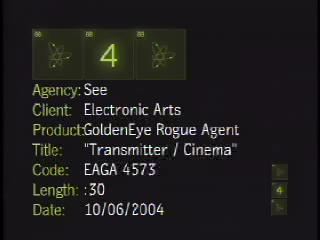 4
Agency: See
Client: Electronic Arts
Product: GoldenEye Rogue Agent
Title: "Transmitter / Cinema"
Code: EAGA 4573
Length: :30
Date: 10/06/2004
4